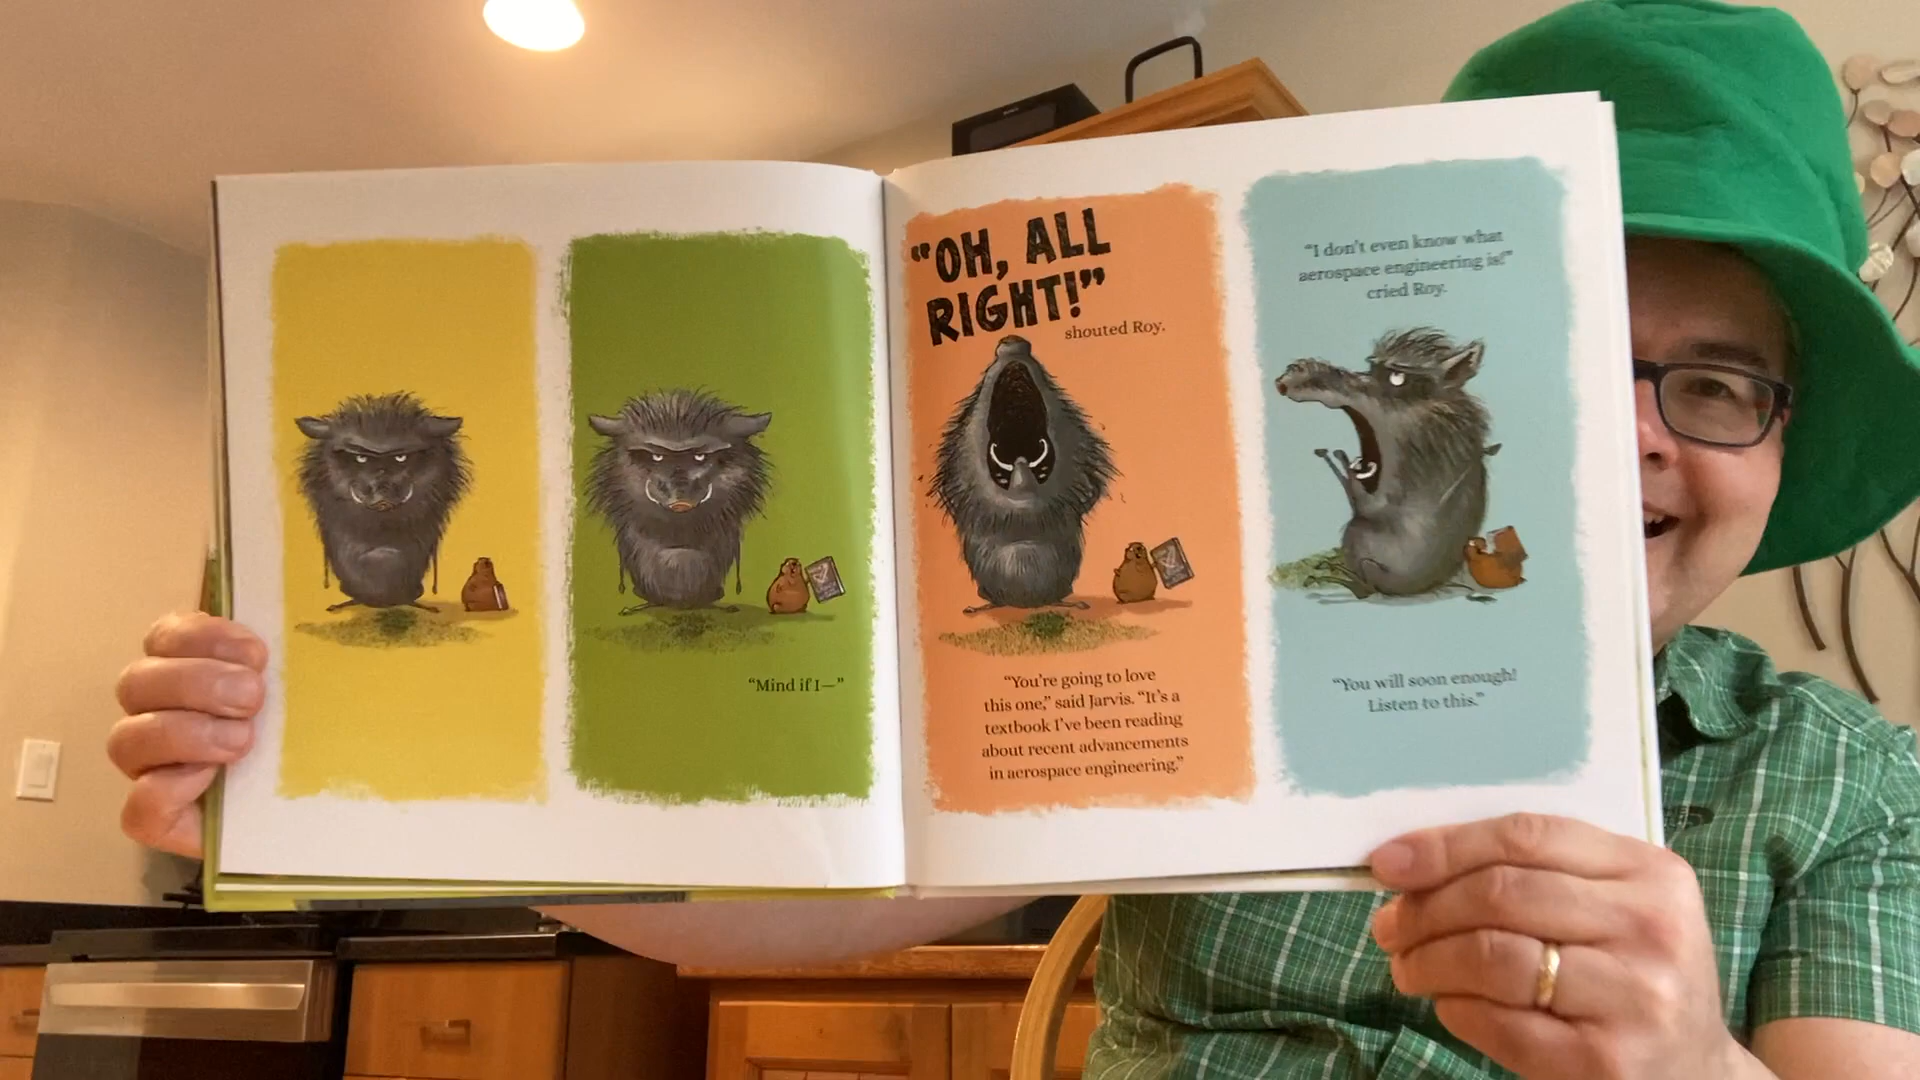 “Mind if I—”
“OH, ALL
RIGHT!”
shouted Roy.
“You’re going to love
this one,” said Jarvis. “It’s a
textbook I’ve been reading
about recent advancements
in aerospace engineering.”
“I don’t even know what
aerospace engineering is!”
cried Roy.
“You will soon enough!
Listen to this.”